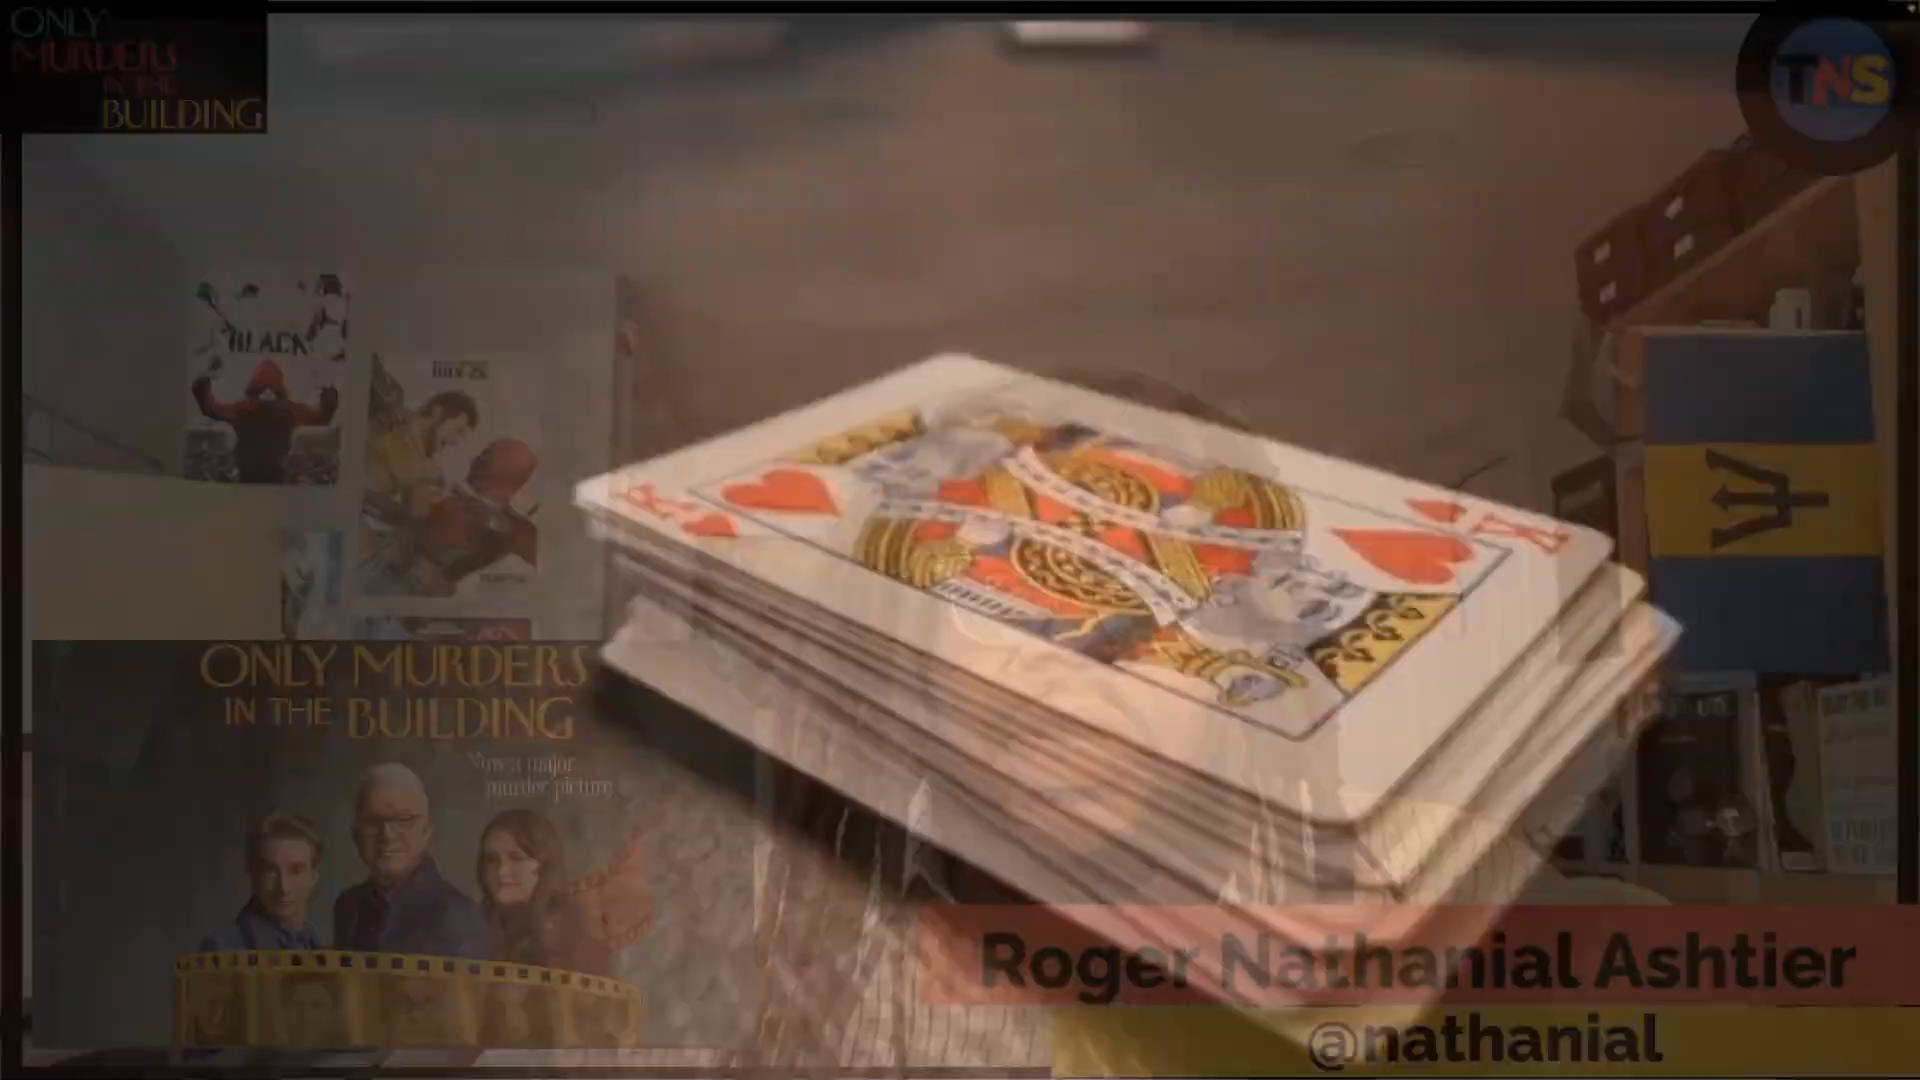 ONLY
MURDERS
IN THE
BUILDING
TNS
BLACK
K
K
ONLY MURDERS
IN THE BUILDING
Now a major
murder picture
Roger Nathanial Ashtier
@nathanial